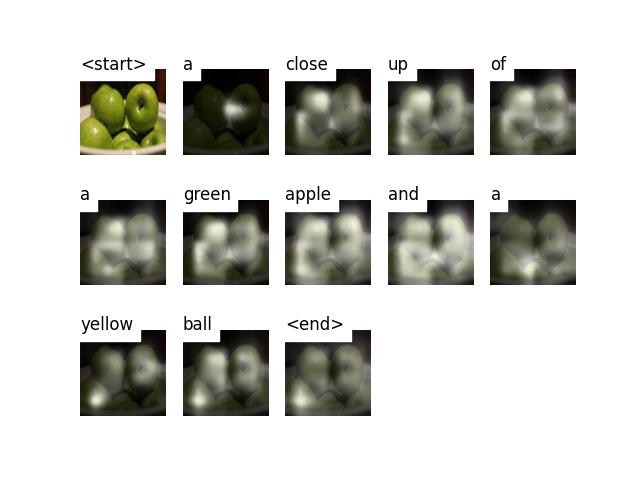 <start> a close up of
a green apple and a
yellow ball <end>